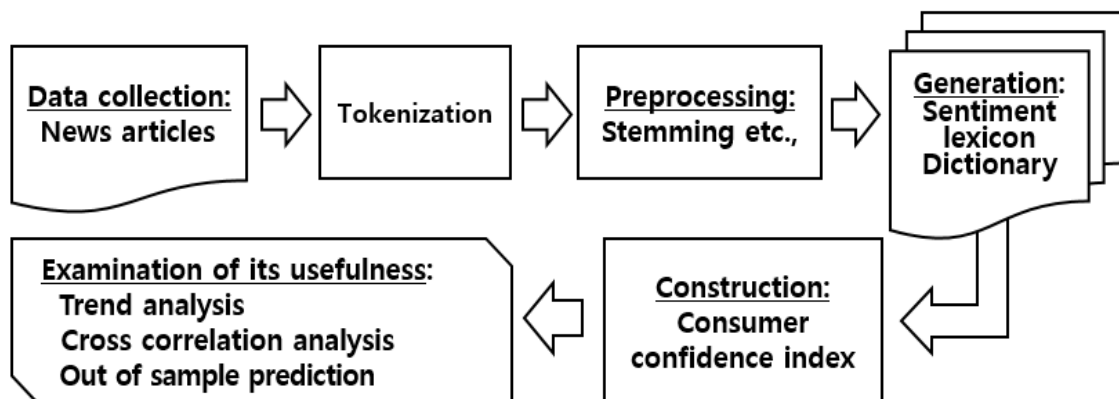 Data collection:
News articles
Tokenization
Preprocessing:
Stemming etc.,
Generation:
Sentiment
lexicon
Dictionary
Examination of its usefulness:
Trend analysis
Cross correlation analysis
Out of sample prediction
Construction:
Consumer
confidence index